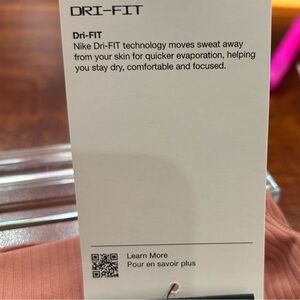 DRI-FIT
Dri-FIT
Nike Dri-FIT technology moves sweat away
from your skin for quicker evaporation, helping
you stay dry, comfortable and focused.
Learn More
Pour en savoir plus